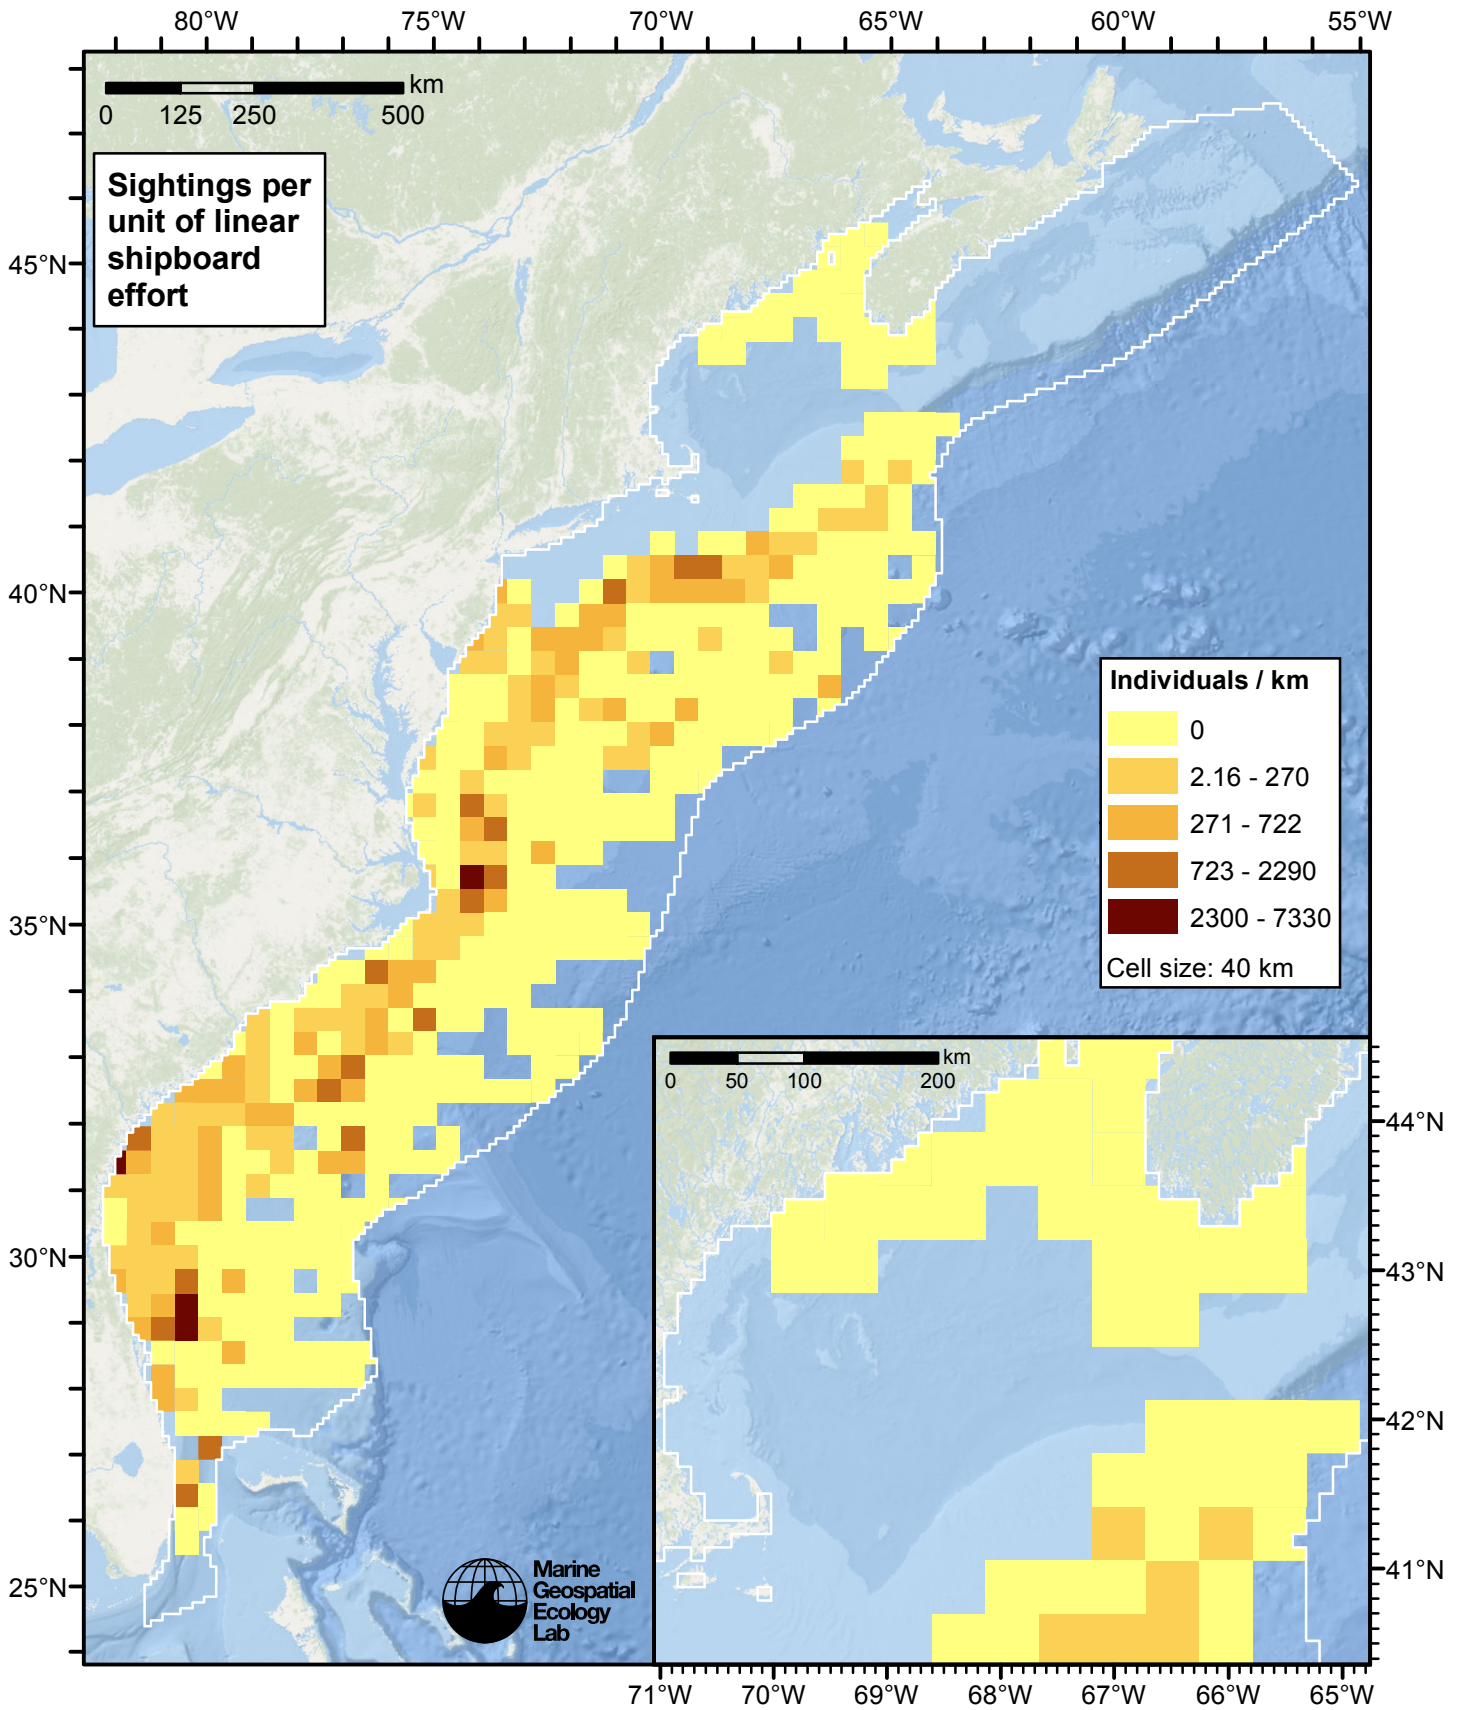 80°W 75°W 70°W 65°W 60°W 55°W
km
0 125 250 500
Sightings per
unit of linear
shipboard
effort
45°N
40°N
35°N
30°N
25°N
Individuals / km
0
2.16 - 270
271 - 722
723 - 2290
2300 - 7330
Cell size: 40 km
km
0 50 100 200
44°N
43°N
42°N
41°N
Marine
Geospatial
Ecology
Lab
71°W 70°W 69°W 68°W 67°W 66°W 65°W